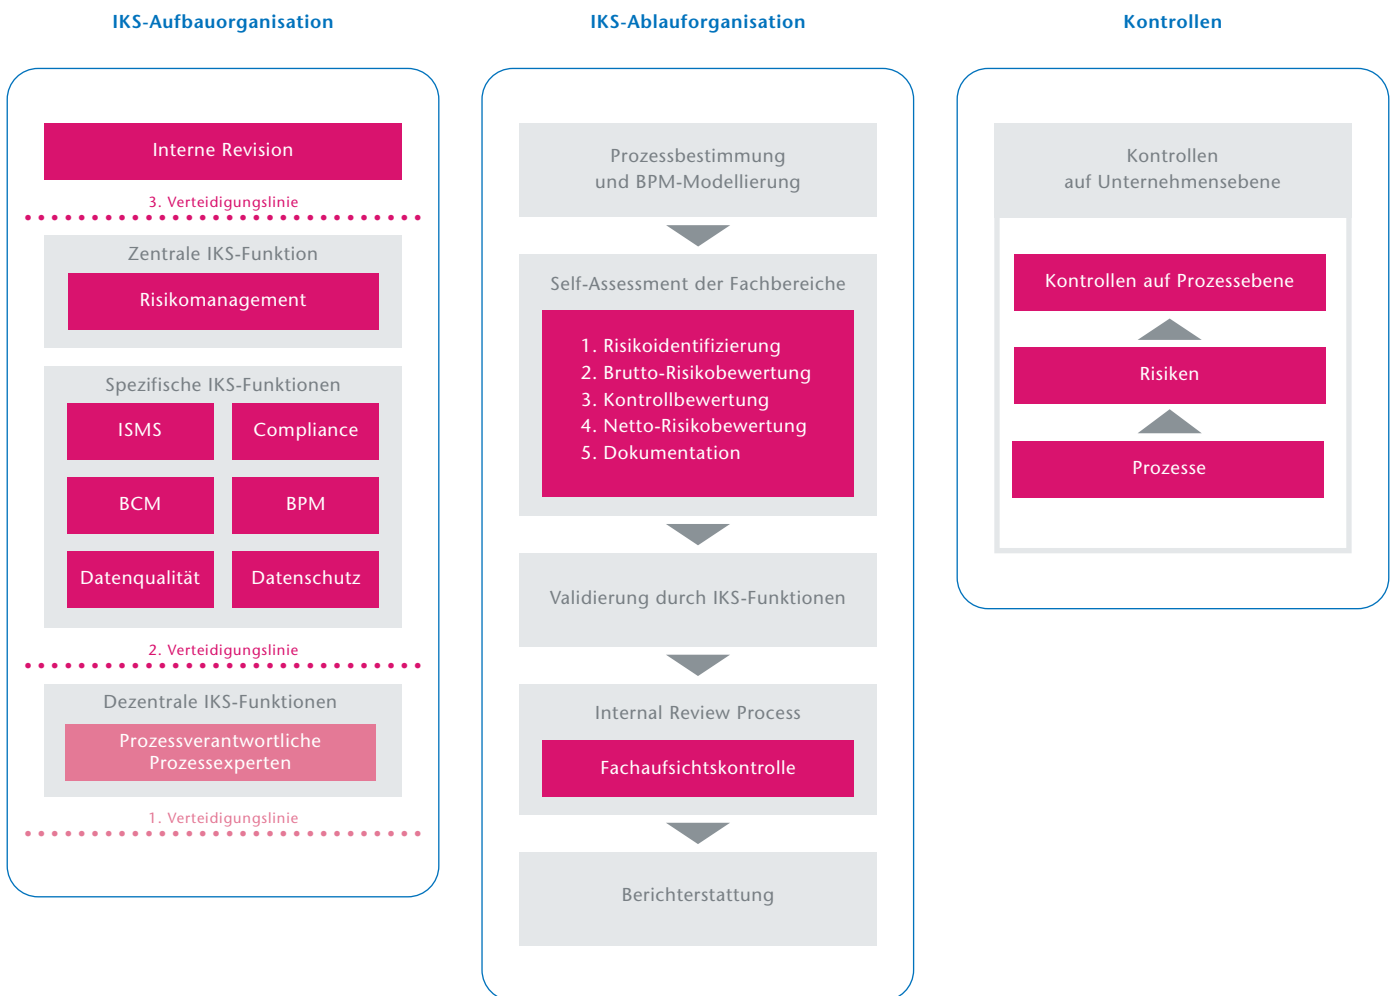 IKS-Aufbauorganisation
Interne Revision
3. Verteidigungslinie
Zentrale IKS-Funktion
Risikomanagement
Spezifische IKS-Funktionen
ISMS
Compliance
BCM
BPM
Datenqualität
Datenschutz
2. Verteidigungslinie
Dezentrale IKS-Funktionen
Prozessverantwortliche
Prozessexperten
1. Verteidigungslinie
IKS-Ablauforganisation
Prozessbestimmung
und BPM-Modellierung
Self-Assessment der Fachbereiche
1. Risikoidentifizierung
2. Brutto-Risikobewertung
3. Kontrollbewertung
4. Netto-Risikobewertung
5. Dokumentation
Validierung durch IKS-Funktionen
Internal Review Process
Fachaufsichtskontrolle
Berichterstattung
Kontrollen
Kontrollen
auf Unternehmensebene
Kontrollen auf Prozessebene
Risiken
Prozesse